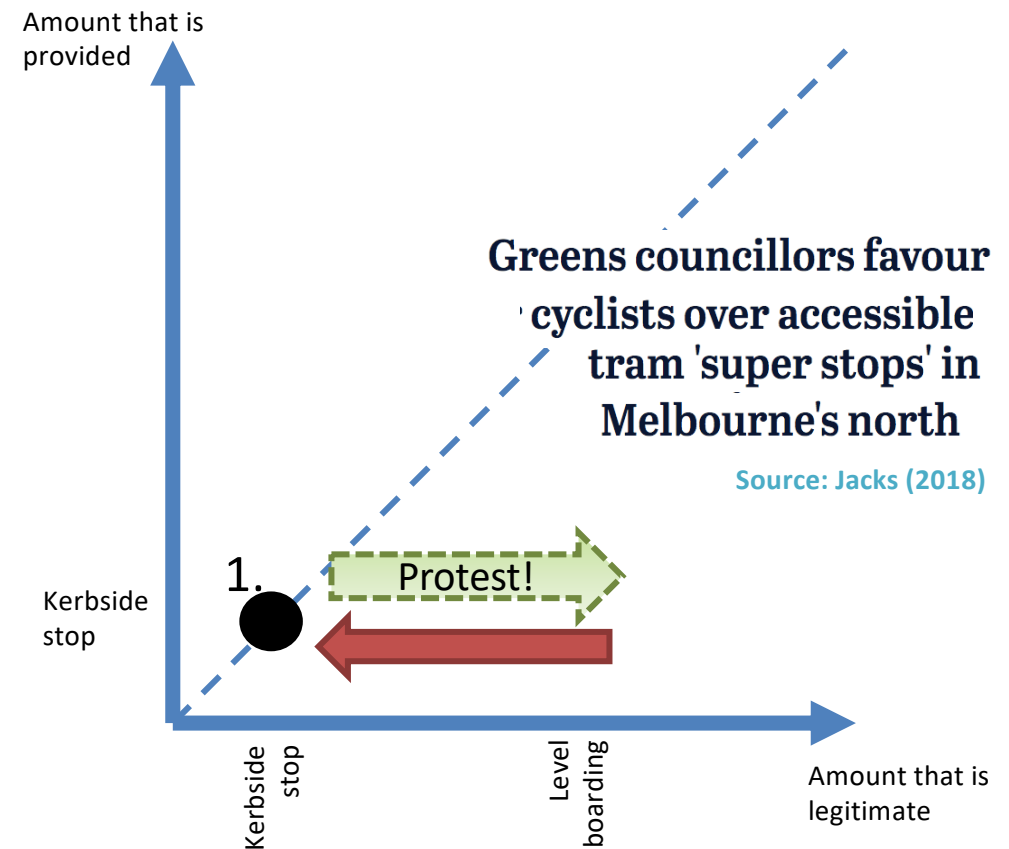 Amount that is
provided
Greens councillors favour
cyclists over accessible
tram 'super stops' in
Melbourne's north
Source: Jacks (2018)
1.
Protest!
Kerbside
stop
Kerbside
stop
Level
boarding
Amount that is
legitimate